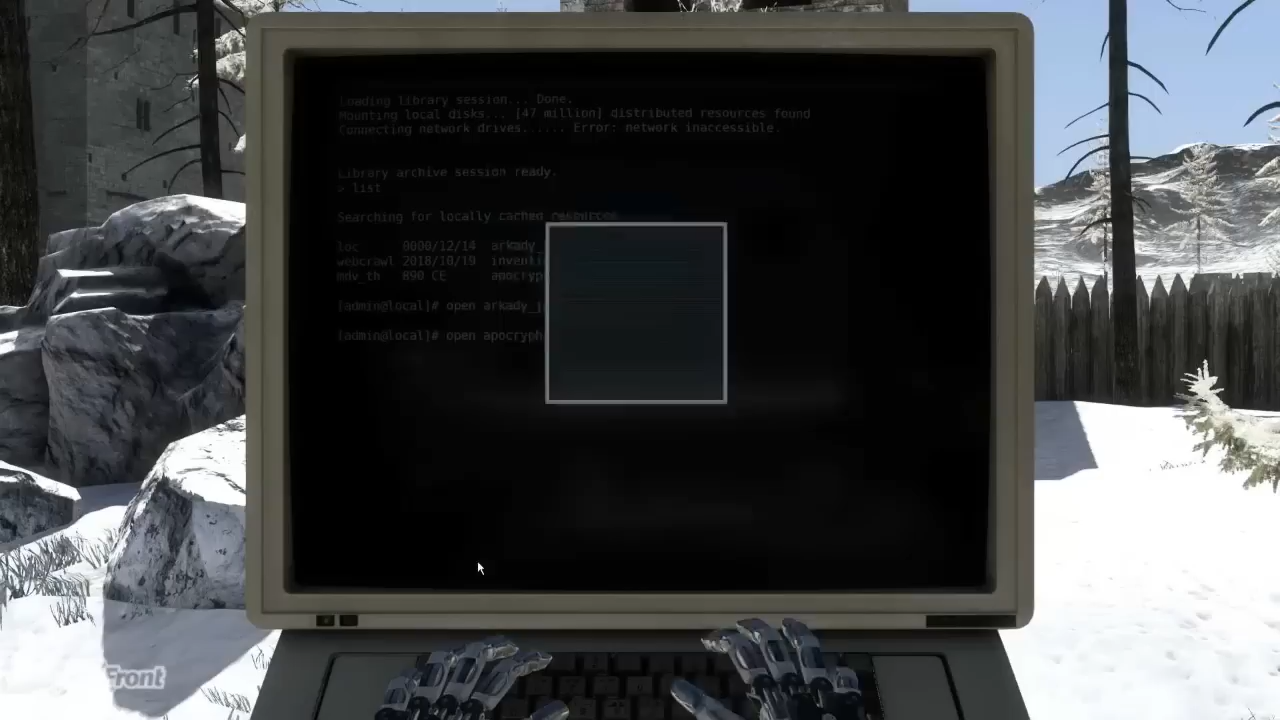 Loading library session... Done.
Mounting local disks... [47 million] distributed resources found
Connecting network drives...... Error: network inaccessible.
Library archive session ready.
> list
Searching for locally cached resources
loc 0000/12/14 arkady_
webcrawl 2018/10/19 inventi
mdv_th 890 CE apocryp
[admin@local]# open arkady_
[admin@local]# open apocryph
Front